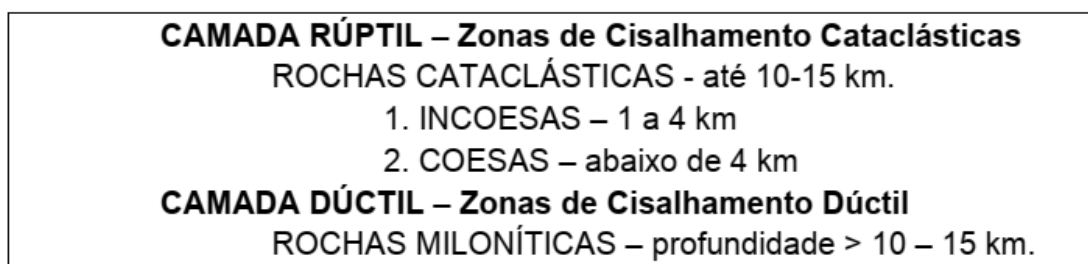 CAMADA RÚPTIL – Zonas de Cisalhamento Cataclásticas
ROCHAS CATACLÁSTICAS - até 10-15 km.
1. INCOESAS – 1 a 4 km
2. COESAS – abaixo de 4 km
CAMADA DÚCTIL – Zonas de Cisalhamento Dúctil
ROCHAS MILONÍTICAS – profundidade > 10 – 15 km.